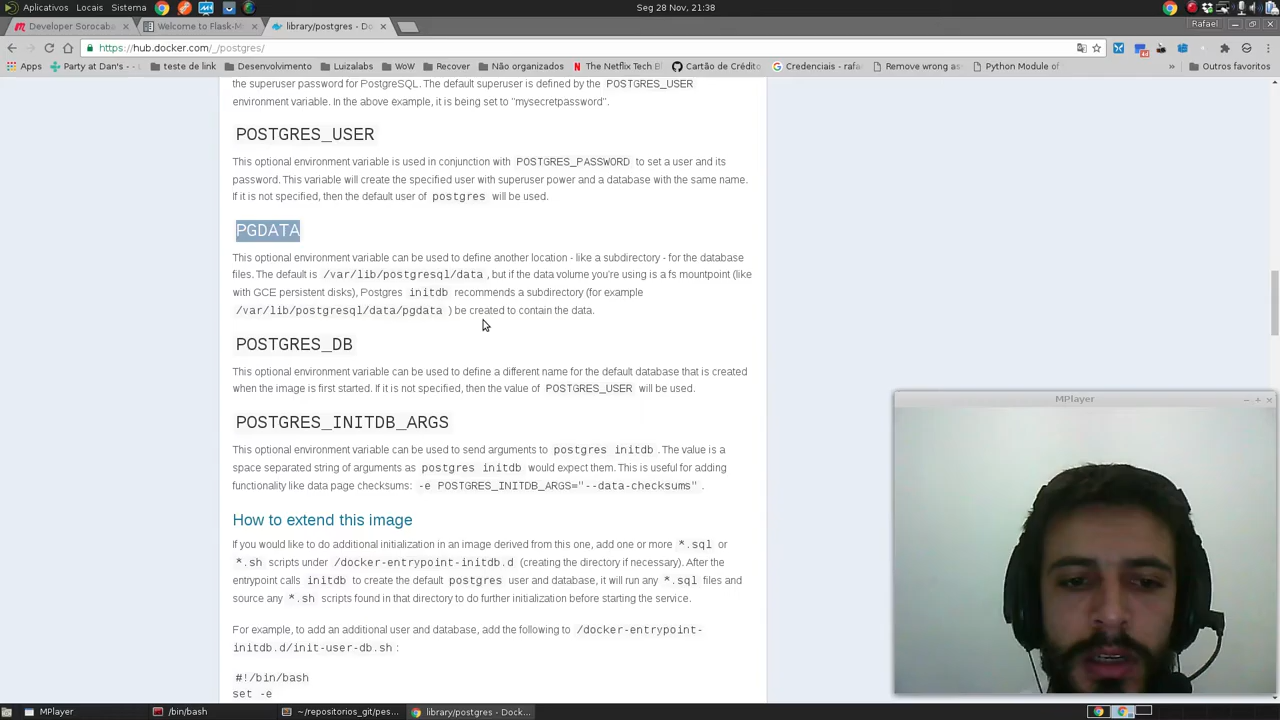 Aplicativos Locais Sistema
Seg 28 Nov, 21:38
Developer Sorocab
Welcome to Flask-M
library/postgres - Do
Rafael
https://hub.docker.com/_/postgres/
Apps
Party at Dan's -
teste de link
Desenvolvimento
Luizalabs
WoW
Recover
Não organizados
The Netflix Tech B
Cartão de Crédito
Credenciais - rafa
Remove wrong as
Python Module of
»
Outros favoritos
the superuser password for PostgreSQL. The default superuser is defined by the POSTGRES_USER
environment variable. In the above example, it is being set to "mysecretpassword".
POSTGRES_USER
This optional environment variable is used in conjunction with POSTGRES_PASSWORD to set a user and its
password. This variable will create the specified user with superuser power and a database with the same name.
If it is not specified, then the default user of postgres will be used.
PGDATA
This optional environment variable can be used to define another location - like a subdirectory - for the database
files. The default is /var/lib/postgresql/data , but if the data volume you're using is a fs mountpoint (like
with GCE persistent disks), Postgres initdb recommends a subdirectory (for example
/var/lib/postgresql/data/pgdata ) be created to contain the data.
POSTGRES_DB
This optional environment variable can be used to define a different name for the default database that is created
when the image is first started. If it is not specified, then the value of POSTGRES_USER will be used.
POSTGRES_INITDB_ARGS
This optional environment variable can be used to send arguments to postgres initdb . The value is a
space separated string of arguments as postgres initdb would expect them. This is useful for adding
functionality like data page checksums: -e POSTGRES_INITDB_ARGS="--data-checksums" .
How to extend this image
If you would like to do additional initialization in an image derived from this one, add one or more *.sql or
*.sh scripts under /docker-entrypoint-initdb.d (creating the directory if necessary). After the
entrypoint calls initdb to create the default postgres user and database, it will run any *.sql files and
source any *.sh scripts found in that directory to do further initialization before starting the service.
For example, to add an additional user and database, add the following to /docker-entrypoint-
initdb.d/init-user-db.sh :
#!/bin/bash
set -e
MPlayer
MPlayer
/bin/bash
~/repositorios_git/pes...
library/postgres - Dock...